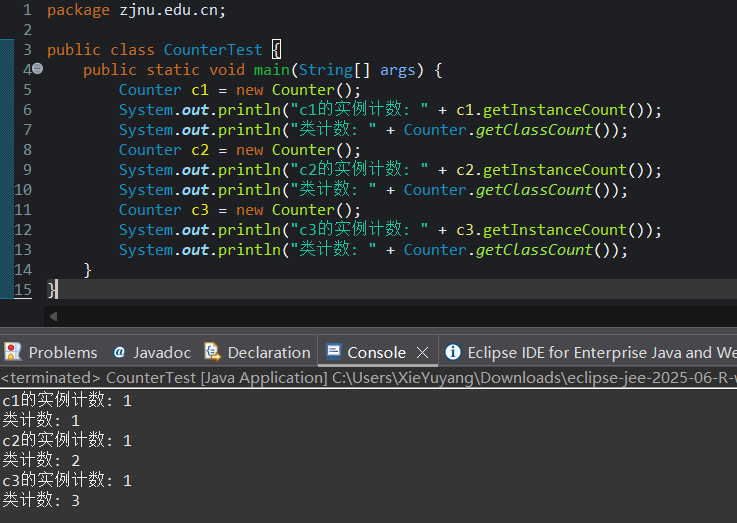 1 package zjnu.edu.cn;
2
3 public class CounterTest {
4 public static void main(String[] args) {
5 Counter c1 = new Counter();
6 System.out.println("c1的实例计数: " + c1.getInstanceCount());
7 System.out.println("类计数: " + Counter.getClassCount());
8 Counter c2 = new Counter();
9 System.out.println("c2的实例计数: " + c2.getInstanceCount());
10 System.out.println("类计数: " + Counter.getClassCount());
11 Counter c3 = new Counter();
12 System.out.println("c3的实例计数: " + c3.getInstanceCount());
13 System.out.println("类计数: " + Counter.getClassCount());
14 }
15 }
Problems @ Javadoc Declaration Console Eclipse IDE for Enterprise Java and We
<terminated> CounterTest [Java Application] C:\Users\XieYuyang\Downloads\eclipse-jee-2025-06-R-w
c1的实例计数: 1
类计数: 1
c2的实例计数: 1
类计数: 2
c3的实例计数: 1
类计数: 3